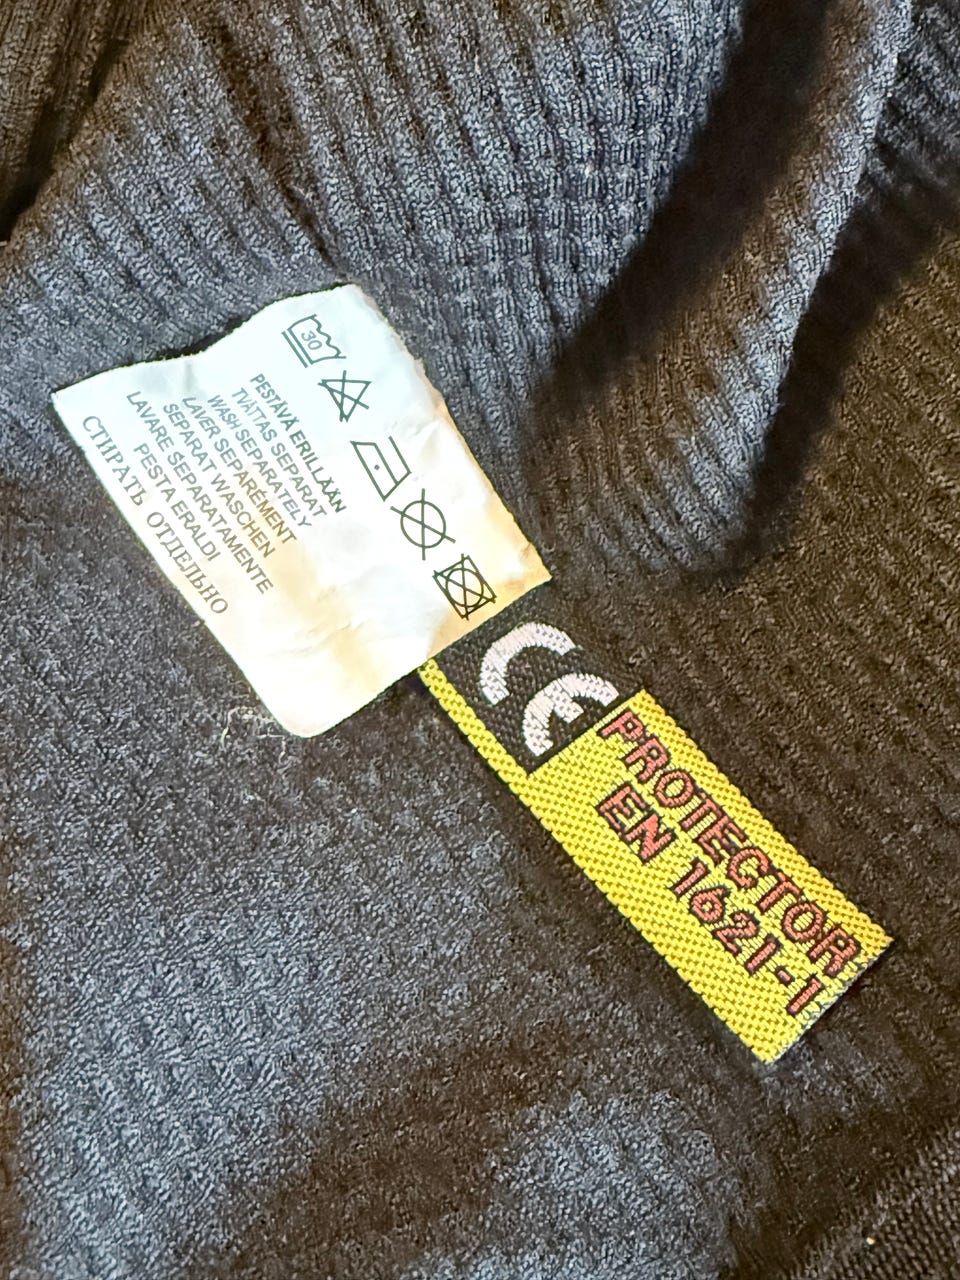 30
PESTÄVÄ ERILLÄÄN
TVÄTTAS SEPARAT
WASH SEPARATELY
LAVER SEPARÉMENT
SEPARAT WASCHEN
LAVARE SEPARATAMENTE
PESTA ERALDI
СТИРАТЬ ОТДЕЛЬНО
CE
PROTECTOR
EN 1621-1